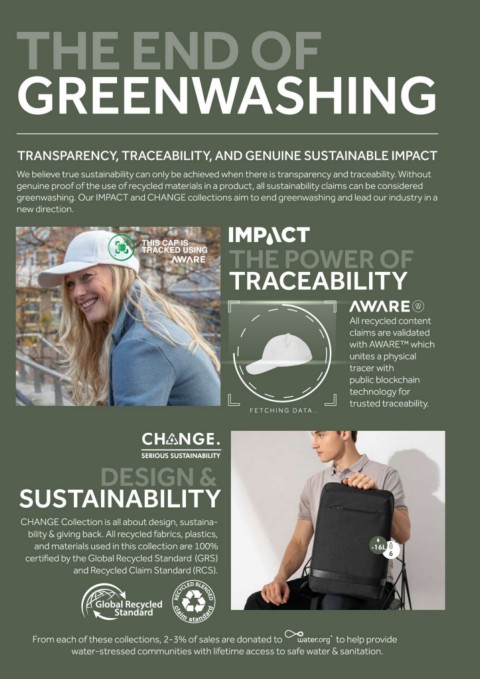 THE END OF
GREENWASHING
TRANSPARENCY, TRACEABILITY, AND GENUINE SUSTAINABLE IMPACT
We believe true sustainability can only be achieved when there is transparency and traceability. Without
genuine proof of the use of recycled materials in a product, all sustainability claims can be considered
greenwashing. Our IMPACT and CHANGE collections aim to end greenwashing and lead our industry in a
new direction.
THIS CAP IS
TRACKED USING
AWARE
IMPACT
THE POWER OF
TRACEABILITY
AWARE
All recycled content
claims are validated
with AWARE™ which
unites a physical
tracer with
public blockchain
technology for
trusted traceability.
FETCHING DATA..
CHANGE.
SERIOUS SUSTAINABILITY
DESIGN &
SUSTAINABILITY
CHANGE Collection is all about design, sustaina-
bility & giving back. All recycled fabrics, plastics,
and materials used in this collection are 100%
certified by the Global Recycled Standard (GRS)
and Recycled Claim Standard (RCS).
Global Recycled
Standard
RECYCLED BLENDED
claim standard
-16L
From each of these collections, 2-3% of sales are donated to water.org® to help provide
water-stressed communities with lifetime access to safe water & sanitation.